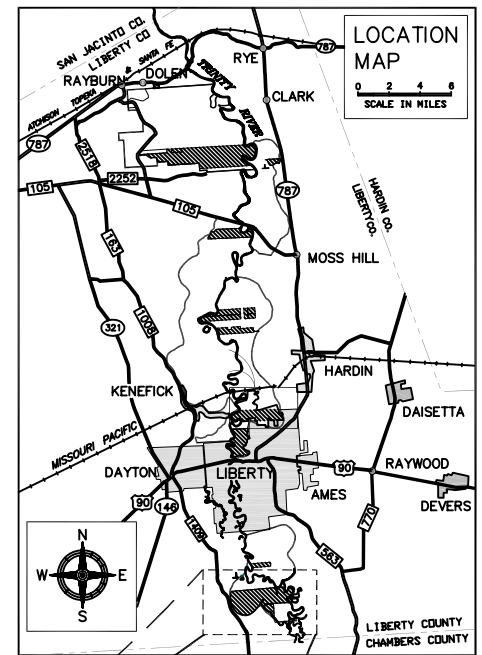 LOCATION
MAP
0 2 4 6
SCALE IN MILES
SAN JACINTO CO.
LIBERTY CO
ATCHISON TOPEKA & SANTA FE
RAYBURN
DOLEN
RYE
787
CLARK
TRINITY
RIVER
787
2518
2252
105
105
787
HARDIN CO.
LIBERTY CO.
163
MOSS HILL
321
1008
HARDIN
KENEFICK
DAISETTA
MISSOURI PACIFIC
DAYTON
LIBERTY
90
RAYWOOD
AMES
DEVERS
90
146
1409
770
563
N
W
E
S
LIBERTY COUNTY
CHAMBERS COUNTY